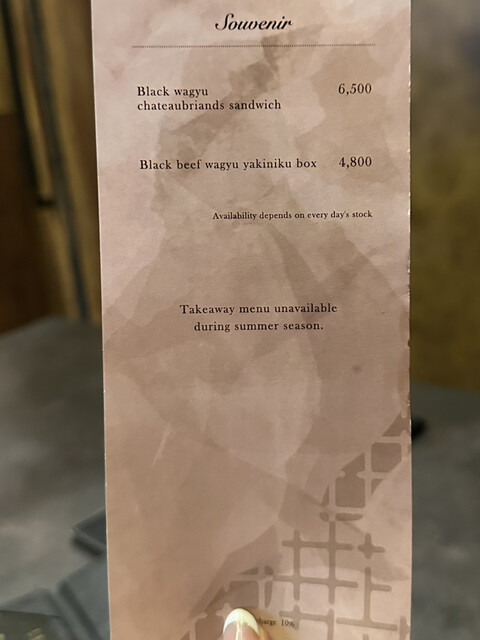 Souvenir
Black wagyu
chateaubriands sandwich 6,500
Black beef wagyu yakiniku box 4,800
Availability depends on every day's stock
Takeaway menu unavailable
during summer season.
10%